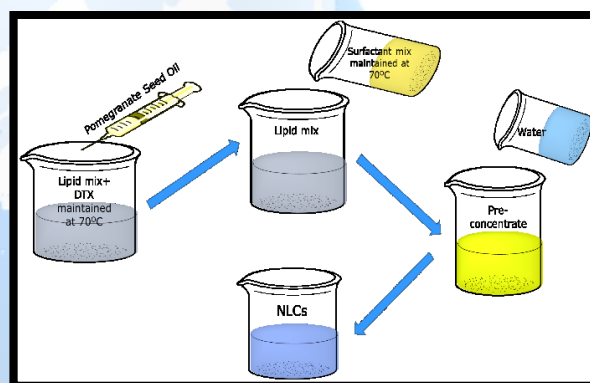 Pomegranate Seed Oil
Lipid mix+
DTX
maintained
at 70ºC
Surfactant mix
maintained at
70ºC
Lipid mix
Water
Pre-
concentrate
NLCs